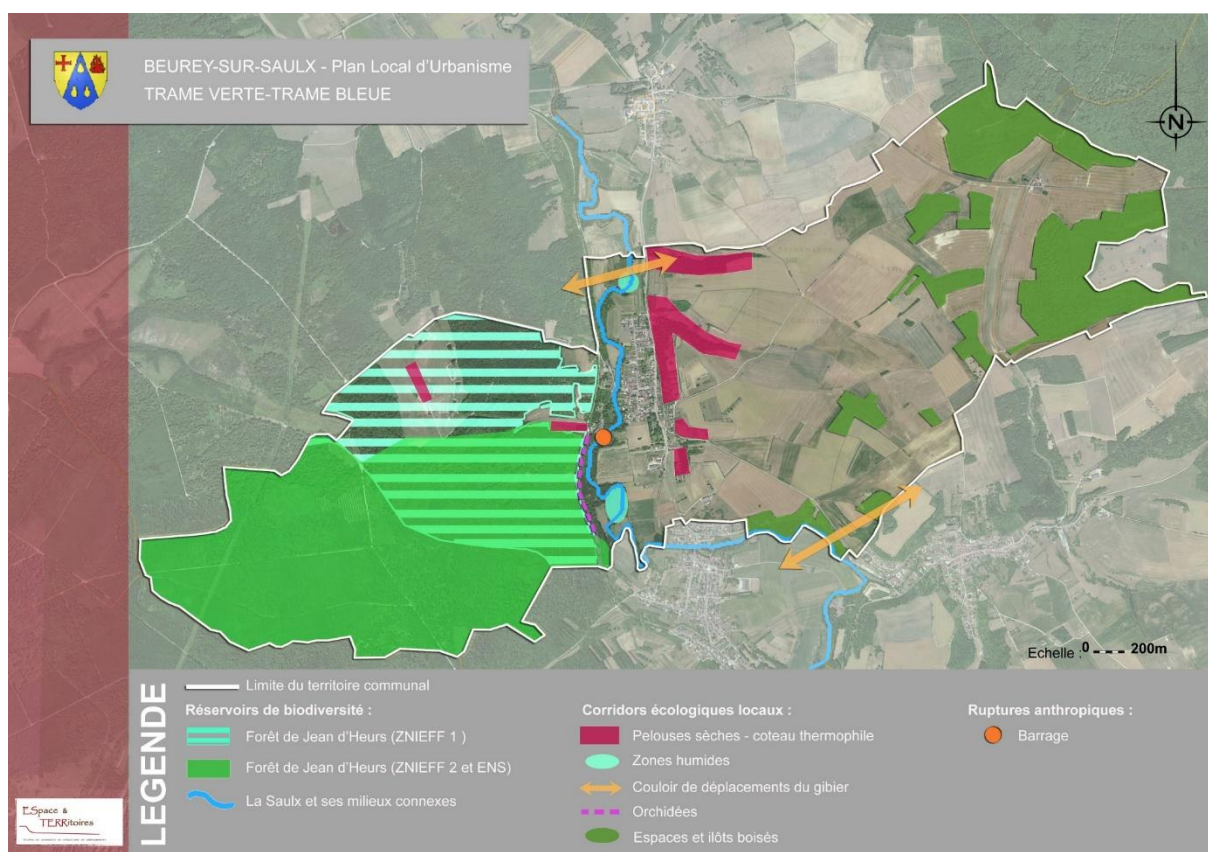 BEUREY-SUR-SAULX - Plan Local d'Urbanisme
TRAME VERTE-TRAME BLEUE
N
Echelle : 0 200m
LEGENDE
Limite du territoire communal
Réservoirs de biodiversité :
Forêt de Jean d'Heurs (ZNIEFF 1 )
Forêt de Jean d'Heurs (ZNIEFF 2 et ENS)
La Saulx et ses milieux connexes
Corridors écologiques locaux :
Pelouses sèches - coteau thermophile
Zones humides
Couloir de déplacements du gibier
Orchidées
Espaces et ilôts boisés
Ruptures anthropiques :
Barrage
ESpace &
TERRitoires